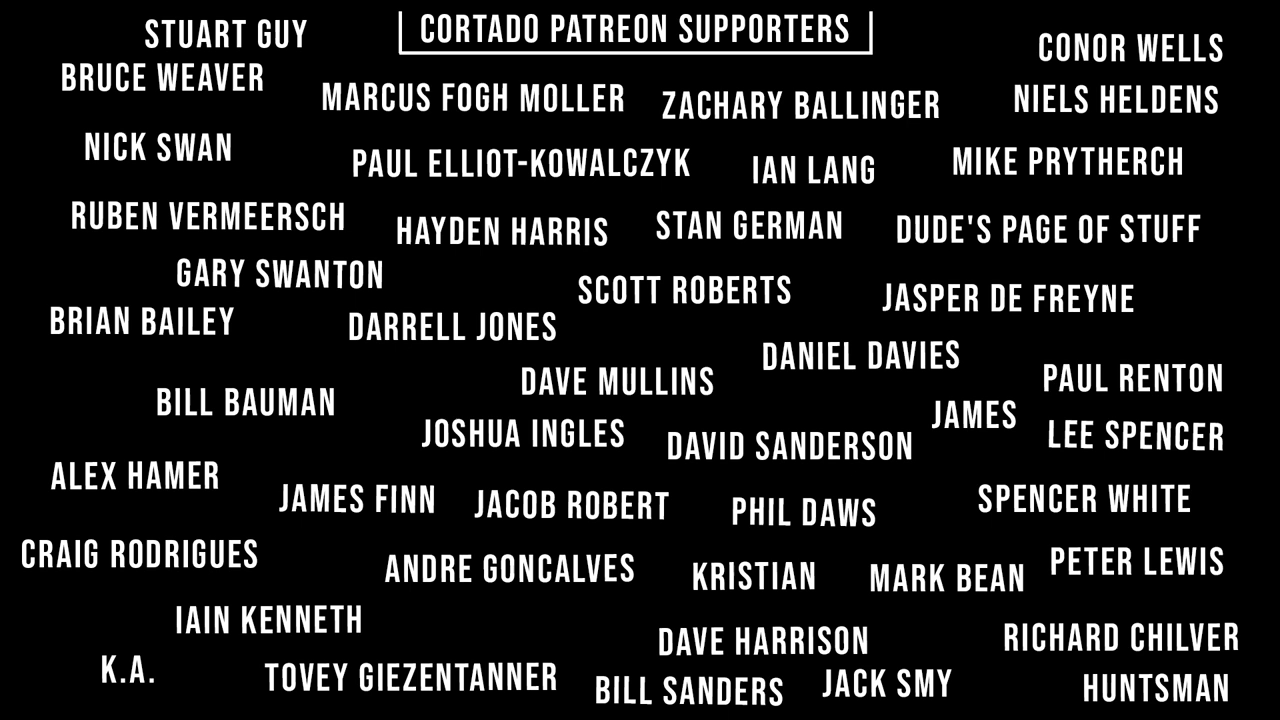 CORTADO PATREON SUPPORTERS
STUART GUY
CONOR WELLS
BRUCE WEAVER
MARCUS FOGH MOLLER
ZACHARY BALLINGER
NIELS HELDENS
NICK SWAN
PAUL ELLIOT-KOWALCZYK
IAN LANG
MIKE PRYTHERCH
RUBEN VERMEERSCH
HAYDEN HARRIS
STAN GERMAN
DUDE'S PAGE OF STUFF
GARY SWANTON
SCOTT ROBERTS
JASPER DE FREYNE
BRIAN BAILEY
DARRELL JONES
DANIEL DAVIES
DAVE MULLINS
PAUL RENTON
BILL BAUMAN
JAMES
JOSHUA INGLES
DAVID SANDERSON
LEE SPENCER
ALEX HAMER
JAMES FINN
JACOB ROBERT
PHIL DAWS
SPENCER WHITE
CRAIG RODRIGUES
ANDRE GONCALVES
KRISTIAN
MARK BEAN
PETER LEWIS
IAIN KENNETH
DAVE HARRISON
RICHARD CHILVER
K.A.
TOVEY GIEZENTANNER
BILL SANDERS
JACK SMY
HUNTSMAN